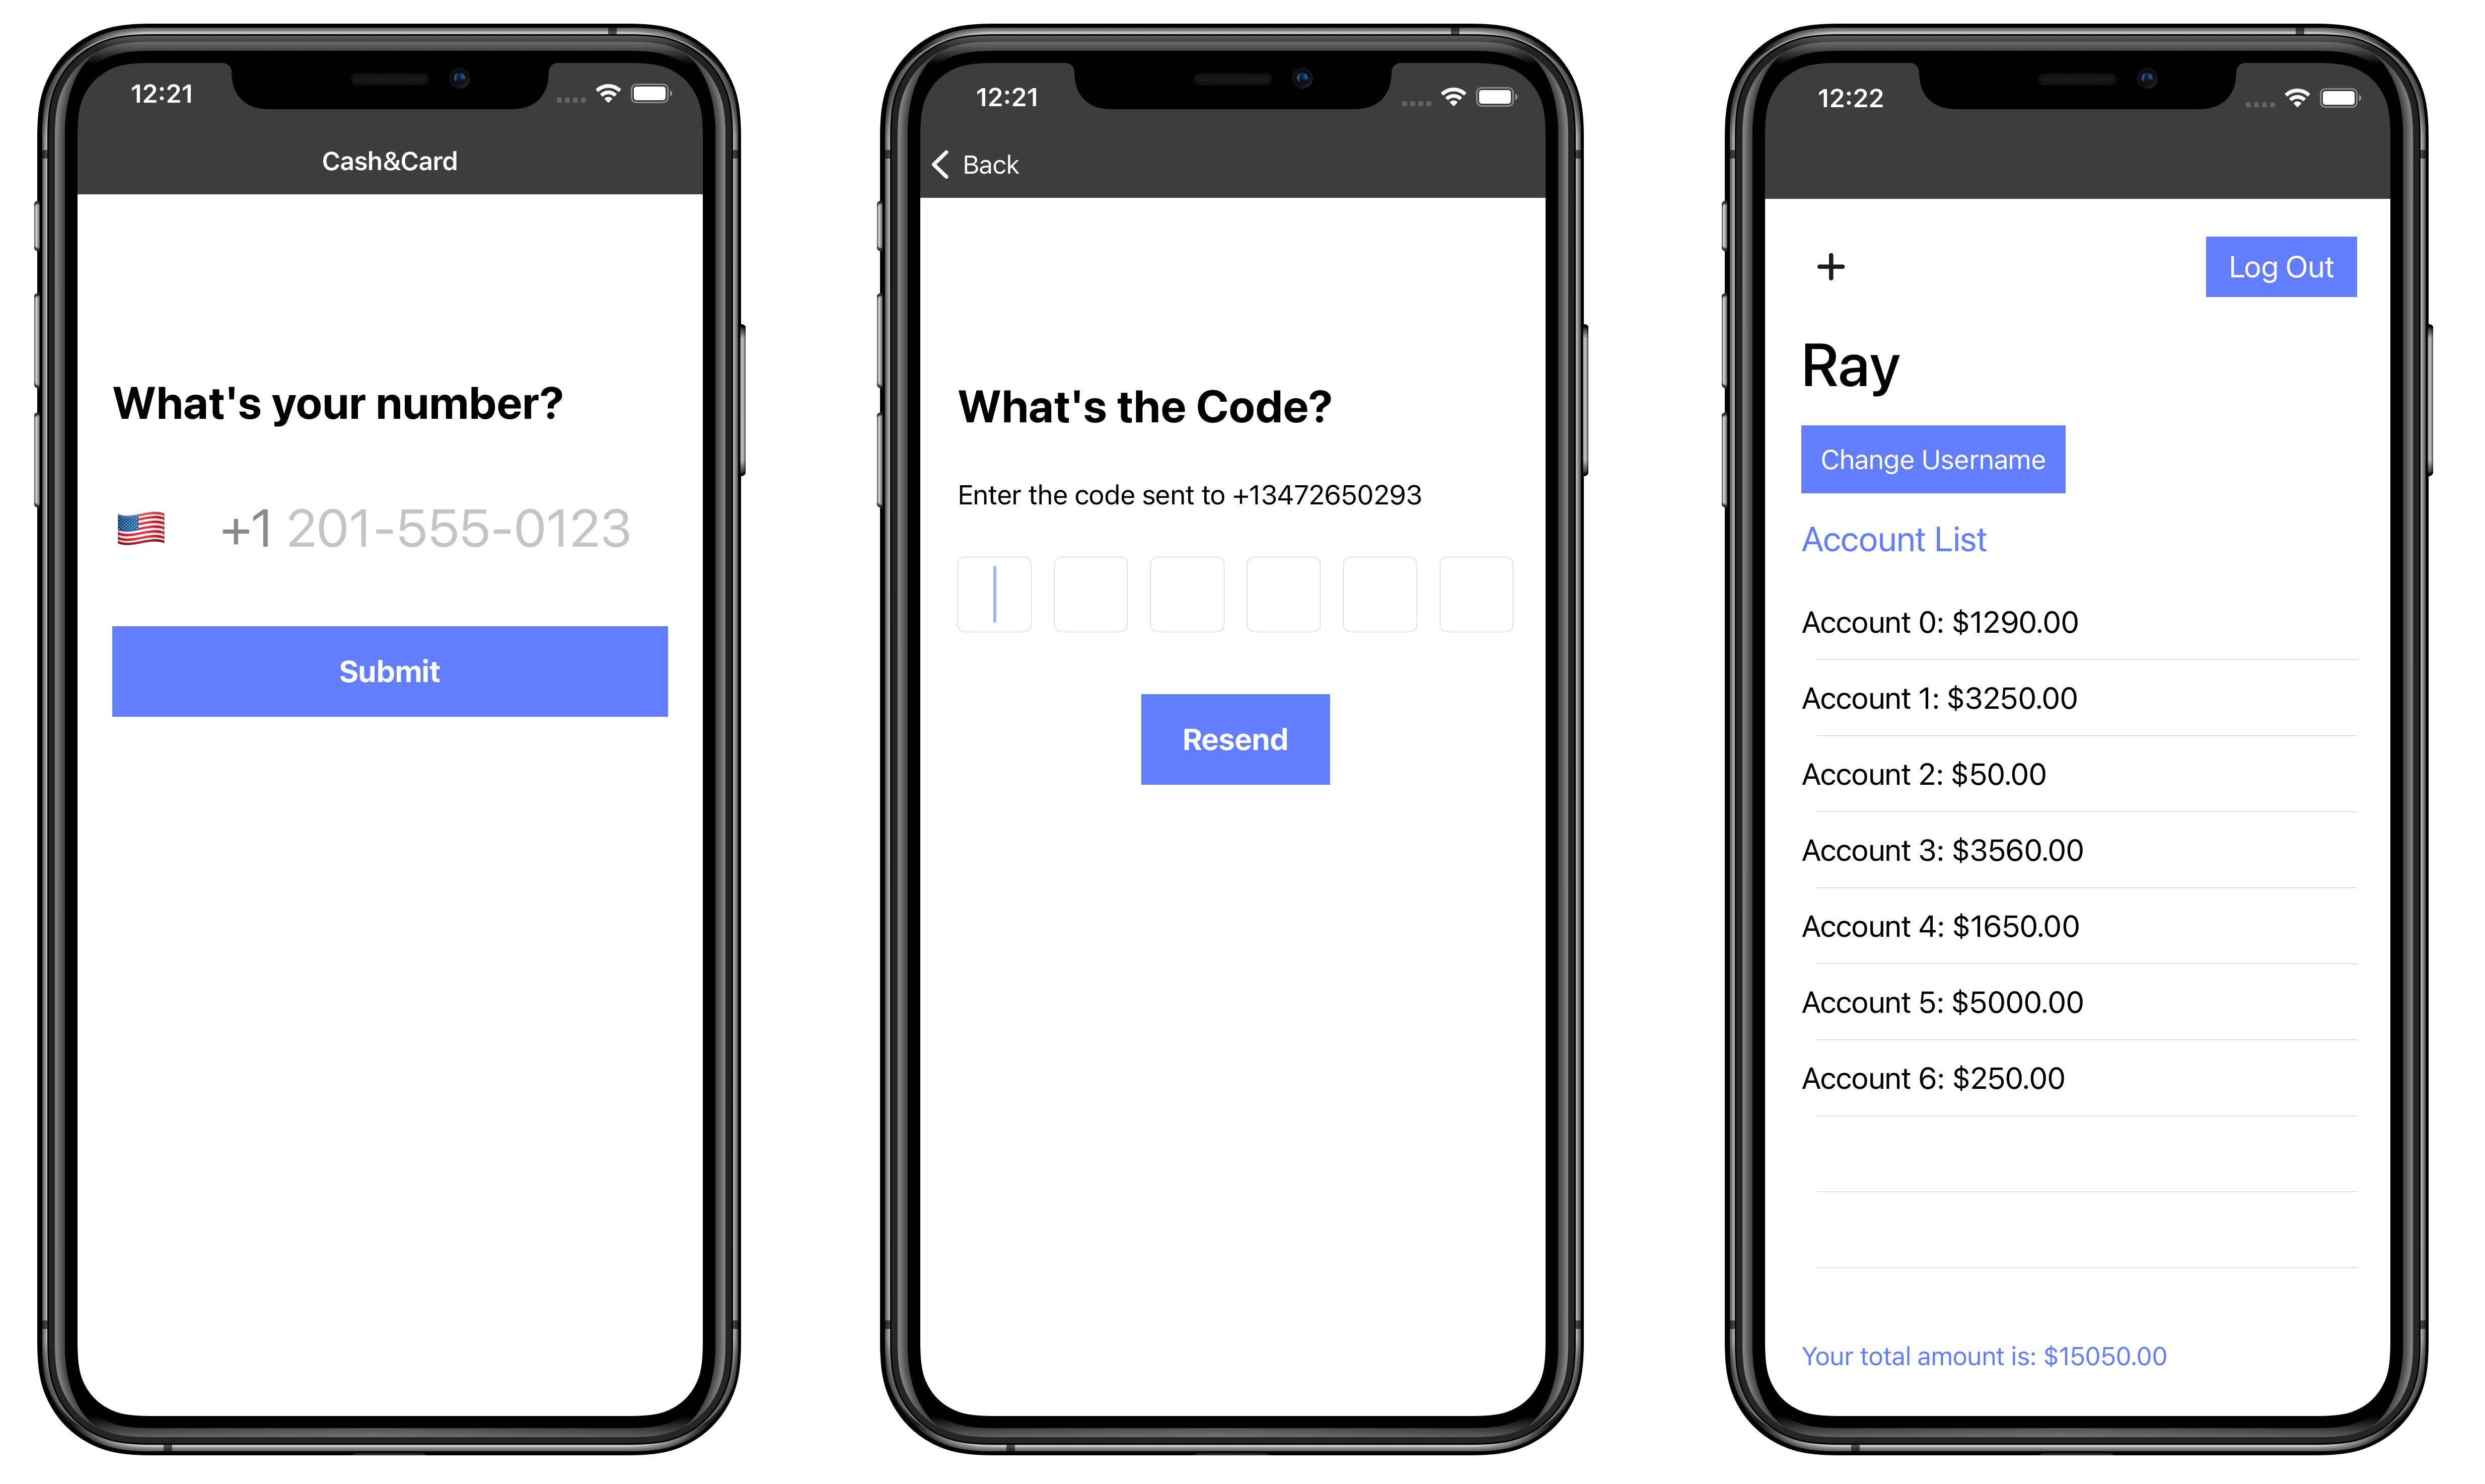 12:21
Cash&Card
What's your number?
+1 201-555-0123
Submit
12:21
Back
What's the Code?
Enter the code sent to +13472650293
Resend
12:22
Log Out
Ray
Change Username
Account List
Account 0: $1290.00
Account 1: $3250.00
Account 2: $50.00
Account 3: $3560.00
Account 4: $1650.00
Account 5: $5000.00
Account 6: $250.00
Your total amount is: $15050.00